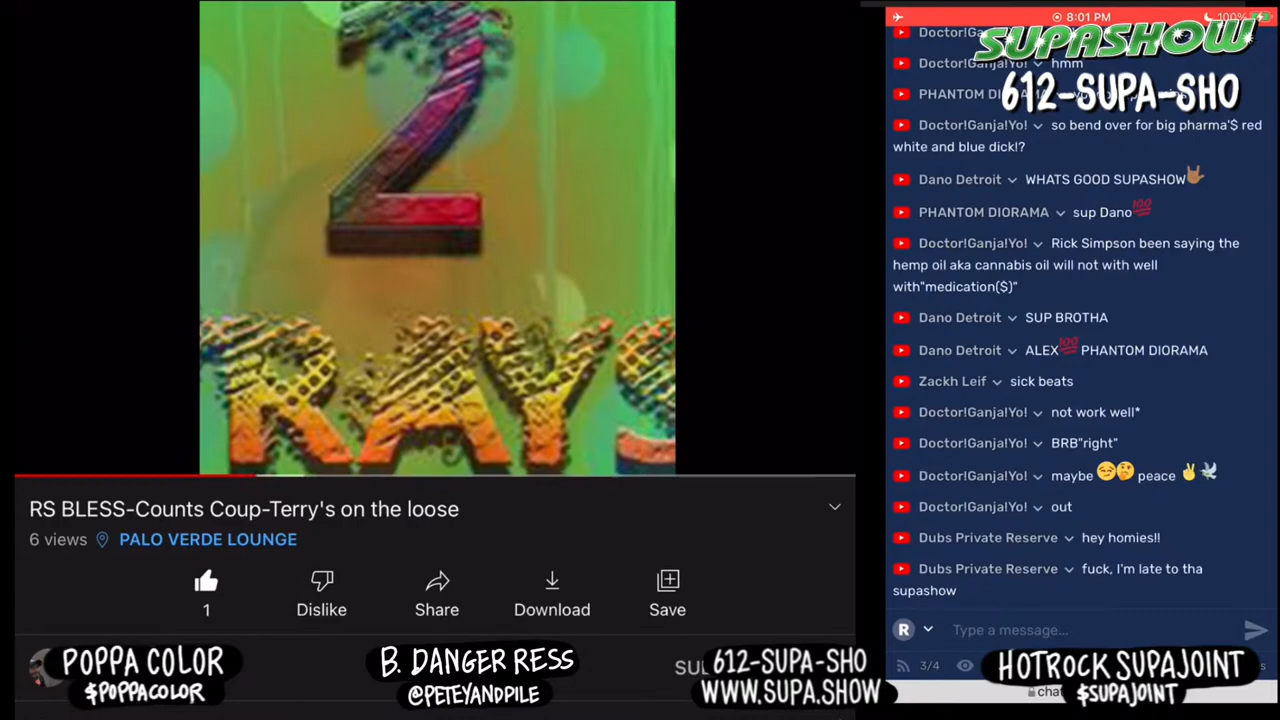 2
RAYS
RS BLESS-Counts Coup-Terry's on the loose
6 views PALO VERDE LOUNGE
1
Dislike
Share
Download
Save
8:01 PM
100%
SUPASHOW
612-SUPA-SHO
Doctor!Ganja!Yo! hmm
Doctor!Ganja!Yo! so bend over for big pharma'$ red
white and blue dick!?
Dano Detroit WHATS GOOD SUPASHOW🤟🏽
PHANTOM DIORAMA sup Dano💯
Doctor!Ganja!Yo! Rick Simpson been saying the
hemp oil aka cannabis oil will not with well
with"medication($)"
Dano Detroit SUP BROTHA
Dano Detroit ALEX💯 PHANTOM DIORAMA
Zackh Leif sick beats
Doctor!Ganja!Yo! not work well*
Doctor!Ganja!Yo! BRB"right"
Doctor!Ganja!Yo! maybe 😏🤔 peace ✌️🕊️
Doctor!Ganja!Yo! out
Dubs Private Reserve hey homies!!
Dubs Private Reserve fuck, I'm late to tha
supashow
R Type a message...
3/4
POPPA COLOR
$POPPACOLOR
B. DANGER RESS
@PETEYANDPILE
612-SUPA-SHO
WWW.SUPA.SHOW
HOTROCK SUPAJOINT
$SUPAJOINT